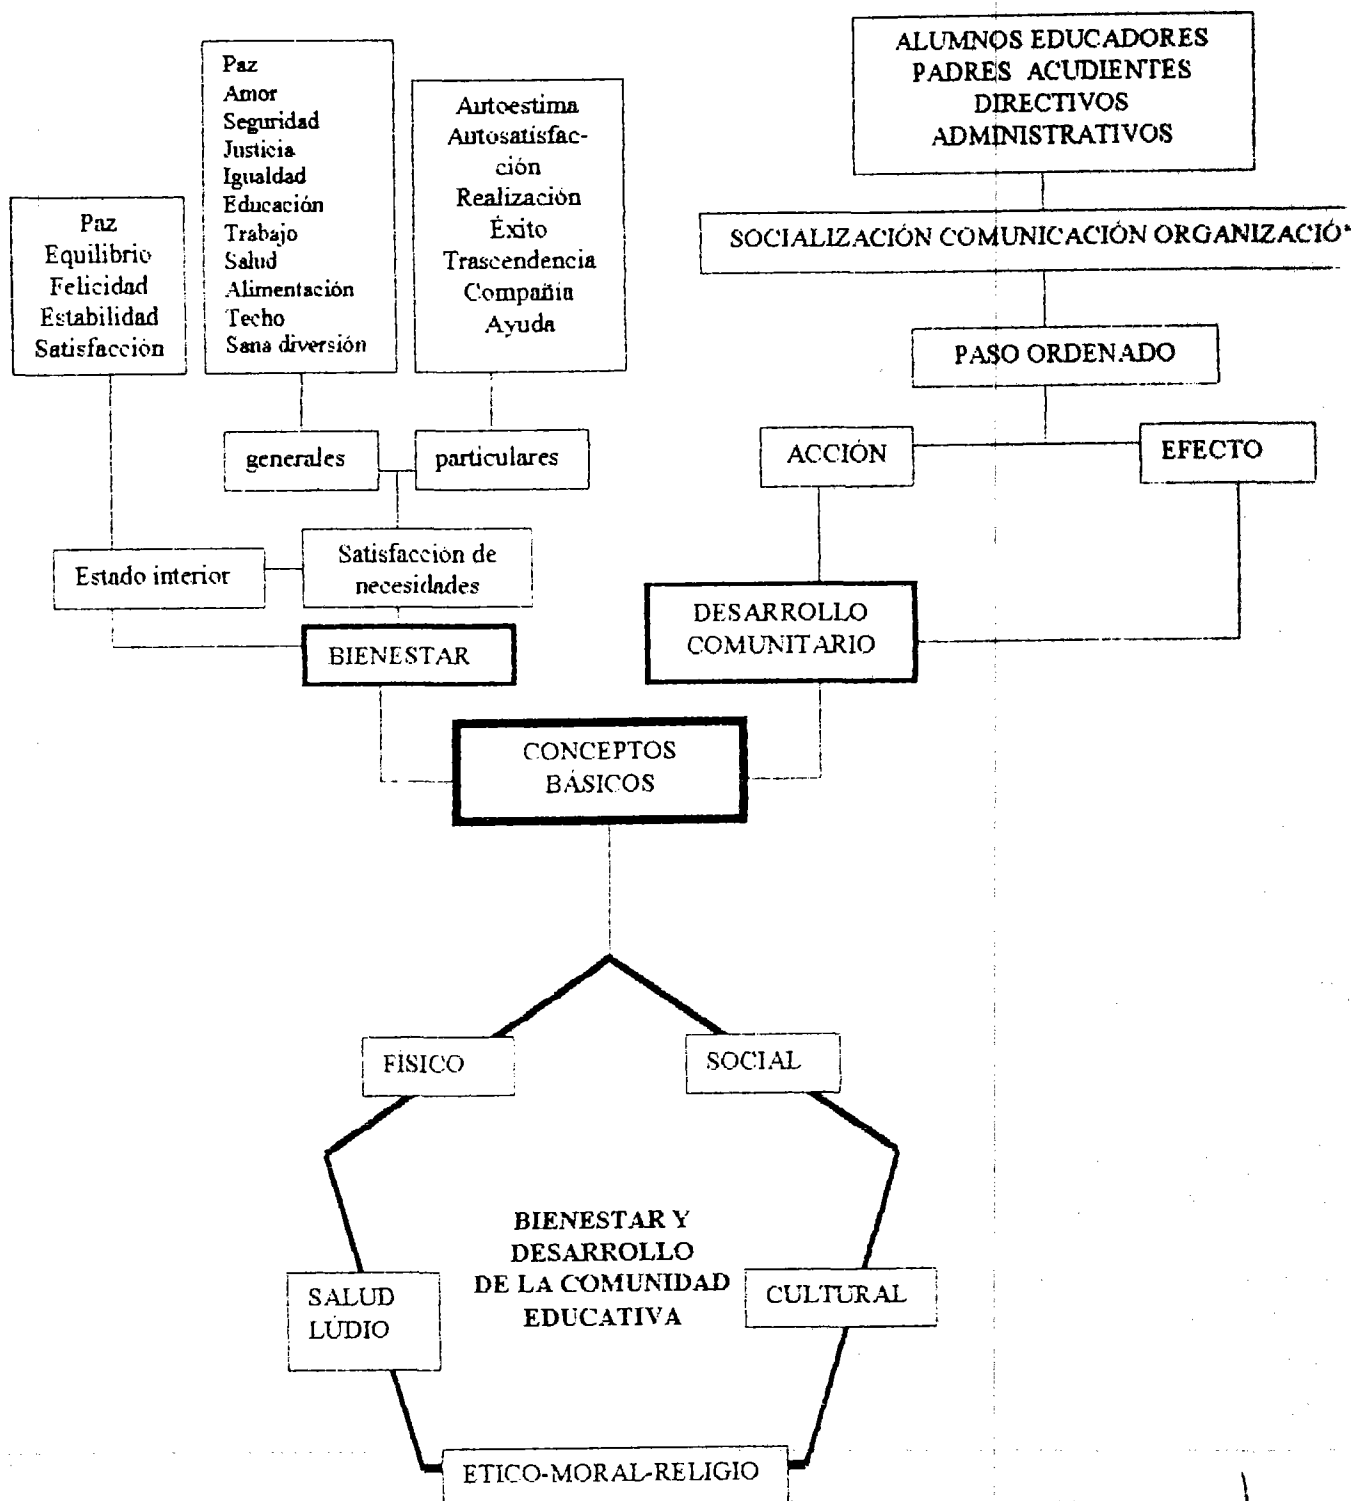 ALUMNOS EDUCADORES
PADRES ACUDIENTES
DIRECTIVOS
ADMINISTRATIVOS
Paz
Amor
Seguridad
Justicia
Igualdad
Educación
Trabajo
Salud
Alimentación
Techo
Sana diversión
Autoestima
Autosatisfac-
ción
Realización
Éxito
Trascendencia
Compañia
Ayuda
Paz
Equilibrio
Felicidad
Estabilidad
Satisfacción
SOCIALIZACIÓN COMUNICACIÓN ORGANIZACIÓ
PASO ORDENADO
generales
particulares
ACCIÓN
EFECTO
Estado interior
Satisfacción de
necesidades
BIENESTAR
DESARROLLO
COMUNITARIO
CONCEPTOS
BÁSICOS
FÍSICO
SOCIAL
BIENESTAR Y
DESARROLLO
DE LA COMUNIDAD
EDUCATIVA
SALUD
LÚDIO
CULTURAL
ETICO-MORAL-RELIGIO